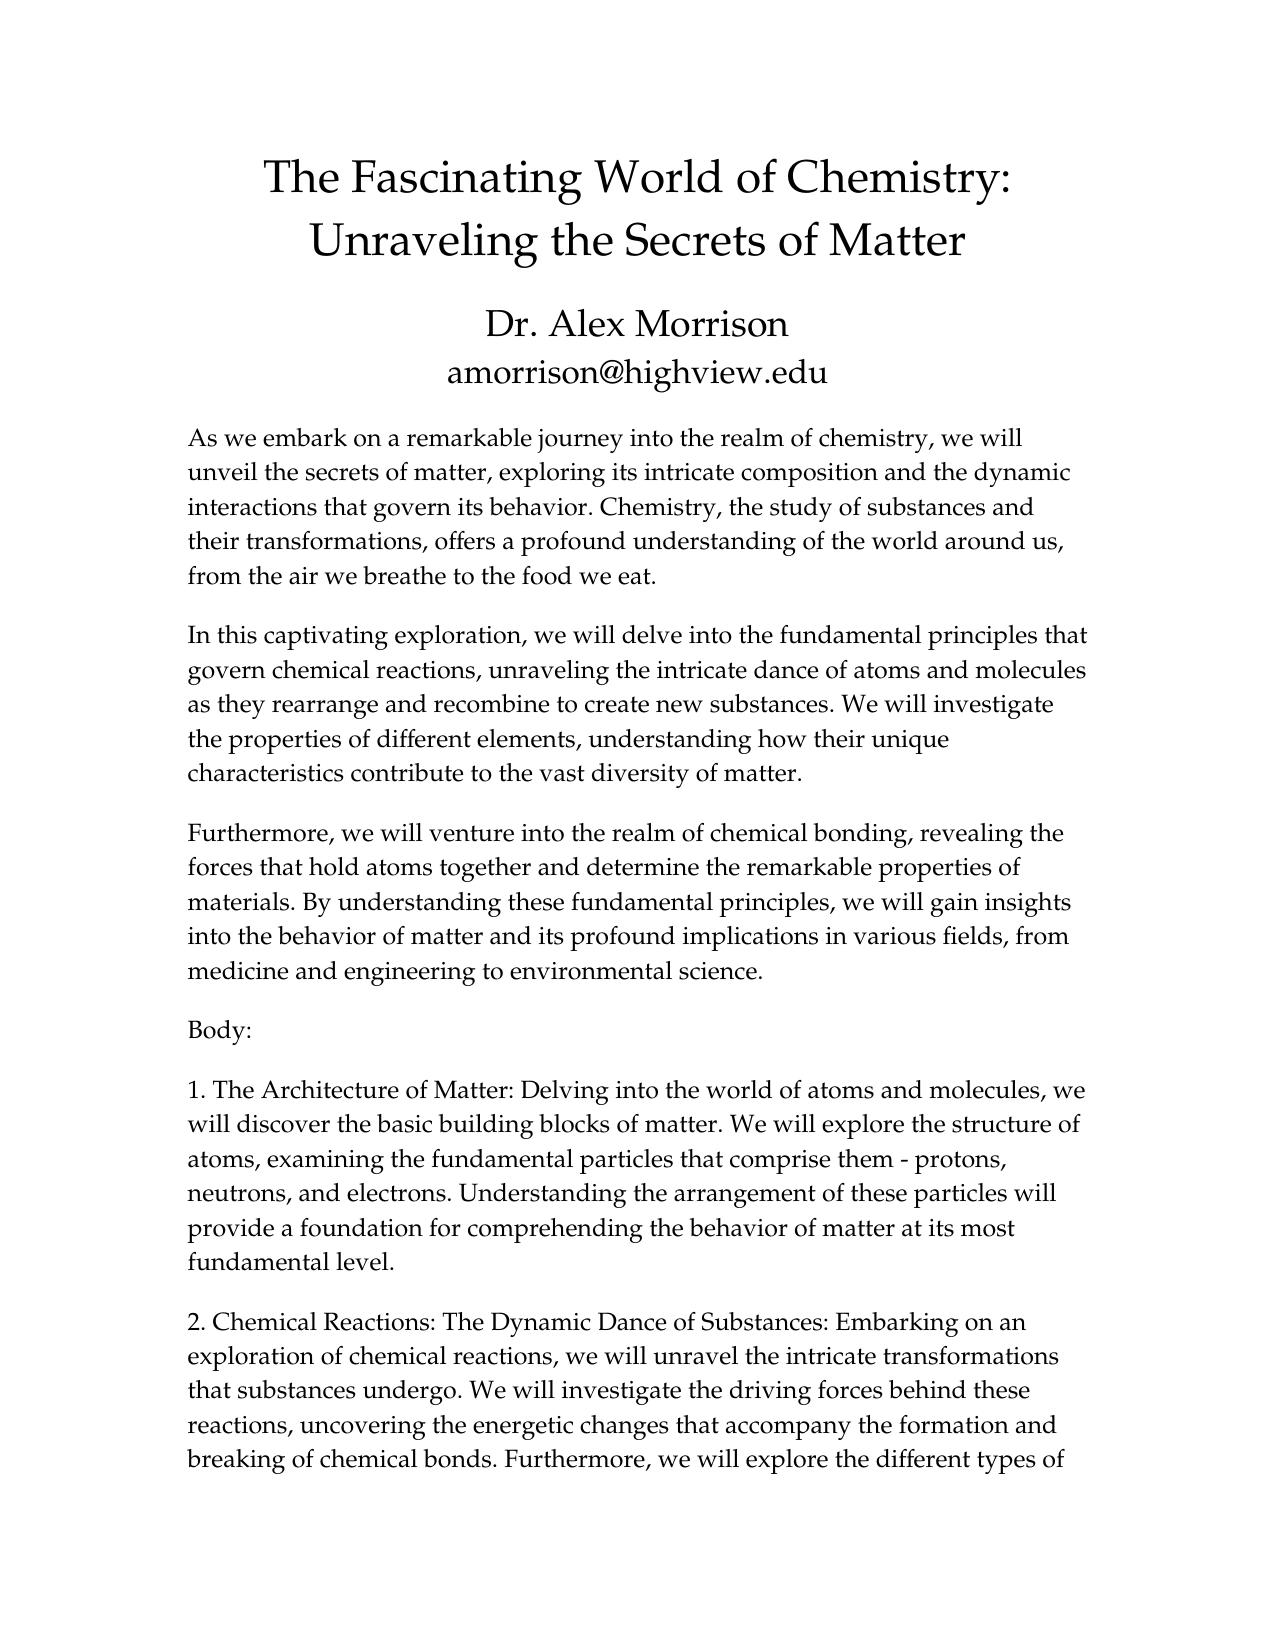 The Fascinating World of Chemistry:
Unraveling the Secrets of Matter
Dr. Alex Morrison
amorrison@highview.edu
As we embark on a remarkable journey into the realm of chemistry, we will
unveil the secrets of matter, exploring its intricate composition and the dynamic
interactions that govern its behavior. Chemistry, the study of substances and
their transformations, offers a profound understanding of the world around us,
from the air we breathe to the food we eat.
In this captivating exploration, we will delve into the fundamental principles that
govern chemical reactions, unraveling the intricate dance of atoms and molecules
as they rearrange and recombine to create new substances. We will investigate
the properties of different elements, understanding how their unique
characteristics contribute to the vast diversity of matter.
Furthermore, we will venture into the realm of chemical bonding, revealing the
forces that hold atoms together and determine the remarkable properties of
materials. By understanding these fundamental principles, we will gain insights
into the behavior of matter and its profound implications in various fields, from
medicine and engineering to environmental science.
Body:
1. The Architecture of Matter: Delving into the world of atoms and molecules, we
will discover the basic building blocks of matter. We will explore the structure of
atoms, examining the fundamental particles that comprise them - protons,
neutrons, and electrons. Understanding the arrangement of these particles will
provide a foundation for comprehending the behavior of matter at its most
fundamental level.
2. Chemical Reactions: The Dynamic Dance of Substances: Embarking on an
exploration of chemical reactions, we will unravel the intricate transformations
that substances undergo. We will investigate the driving forces behind these
reactions, uncovering the energetic changes that accompany the formation and
breaking of chemical bonds. Furthermore, we will explore the different types of